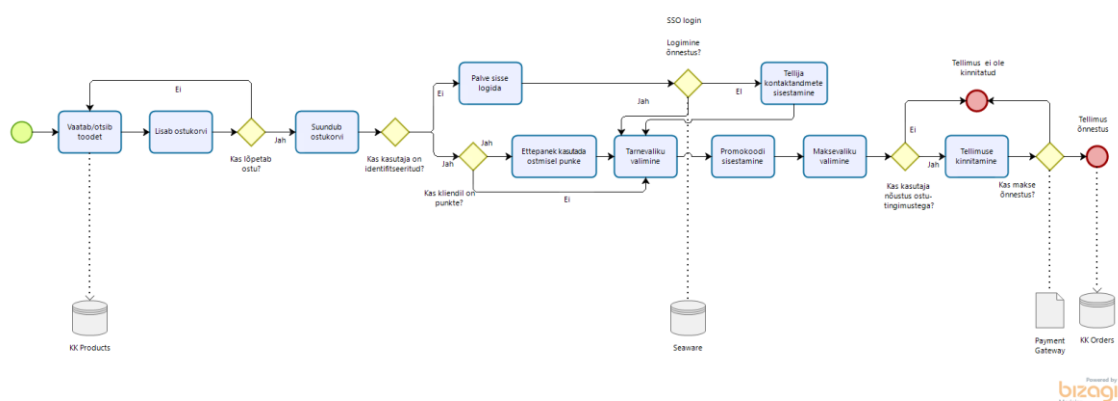 SSO login
Logimine
õnnestus?
Palve sisse
logida
Ei
EI
Tellija
kontaktandmete
sisestamine
Tellimus ei ole
kinnitatud
Ei
Jah
Ei
Tellimus
õnnestus
Vaatab/otsib
toodet
Lisab ostukorvi
Jah
Kas lõpetab
ostu?
Suundub
ostukorvi
Kas kasutaja on
identifitseeritud?
Jah
Jah
Kas kliendil on
punkte?
Ettepanek kasutada
ostmisel punke
Ei
Tarnevaliku
valimine
Promokoodi
sisestamine
Maksevaliku
valimine
Kas kasutaja
nõustus ostu-
tingimustega?
Jah
Tellimuse
kinnitamine
Kas makse
õnnestus?
KK Products
Seaware
Payment
Gateway
KK Orders
Powered by
bizagi